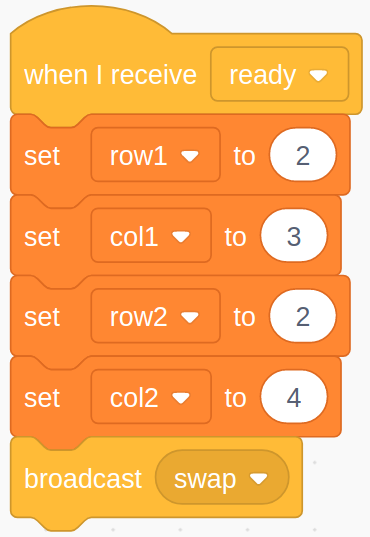 when I receive ready
set row1 to 2
set col1 to 3
set row2 to 2
set col2 to 4
broadcast swap